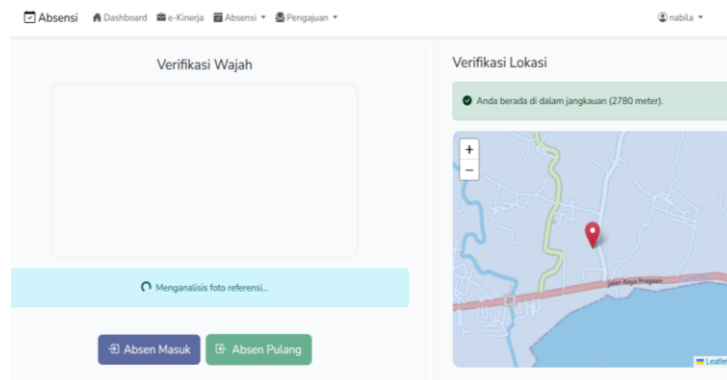 Absensi Dashboard e-Kinerja Absensi Pengajuan nabila
Verifikasi Wajah
Menganalisis foto referensi...
Absen Masuk Absen Pulang
Verifikasi Lokasi
Anda berada di dalam jangkauan (2780 meter).
+
−
Jalan Raya Pragaan
21